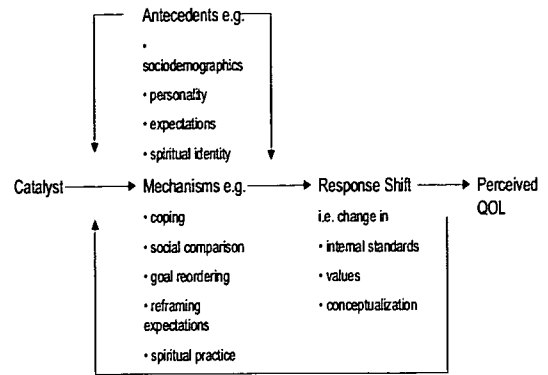 Antecedents e.g.
•
sociodemographics
• personality
• expectations
• spiritual identity
Catalyst
Mechanisms e.g.
• coping
• social comparison
• goal reordering
• reframing
expectations
• spiritual practice
Response Shift
i.e. change in
• internal standards
• values
• conceptualization
Perceived
QOL